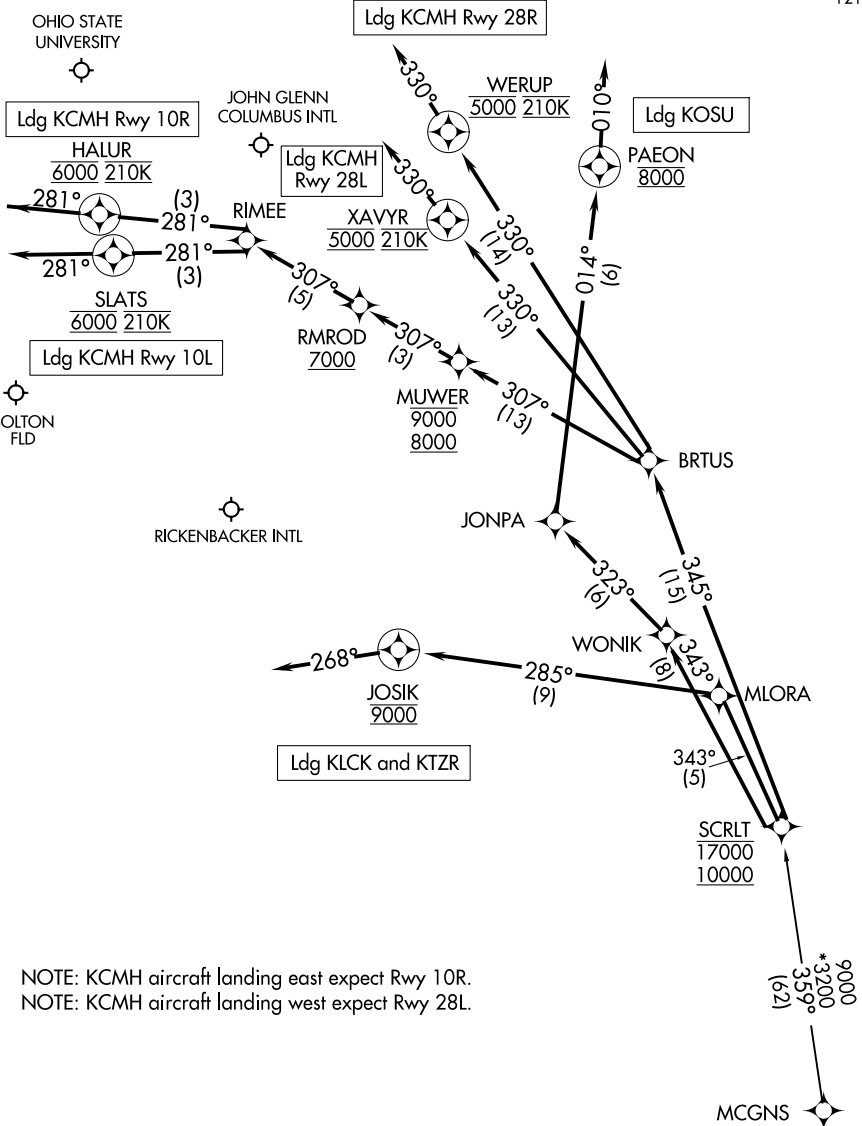 121
OHIO STATE
UNIVERSITY
Ldg KCMH Rwy 28R
330°
WERUP
5000 210K
010°
Ldg KOSU
PAEON
8000
Ldg KCMH Rwy 10R
JOHN GLENN
COLUMBUS INTL
HALUR
6000 210K
Ldg KCMH
Rwy 28L
330°
281°
(3)
281°
RIMEE
XAVYR
5000 210K
281°
281°
(3)
SLATS
6000 210K
Ldg KCMH Rwy 10L
307°
(5)
RMROD
7000
307°
(3)
MUWER
9000
8000
307°
(13)
330°
(14)
330°
(13)
014°
(6)
OLTON
FLD
BRTUS
RICKENBACKER INTL
JONPA
323°
(6)
345°
(15)
WONIK
343°
(8)
268°
JOSIK
9000
285°
(9)
MLORA
Ldg KLCK and KTZR
343°
(5)
SCRLT
17000
10000
NOTE: KCMH aircraft landing east expect Rwy 10R.
NOTE: KCMH aircraft landing west expect Rwy 28L.
9000
*3200
359°
(62)
MCGNS